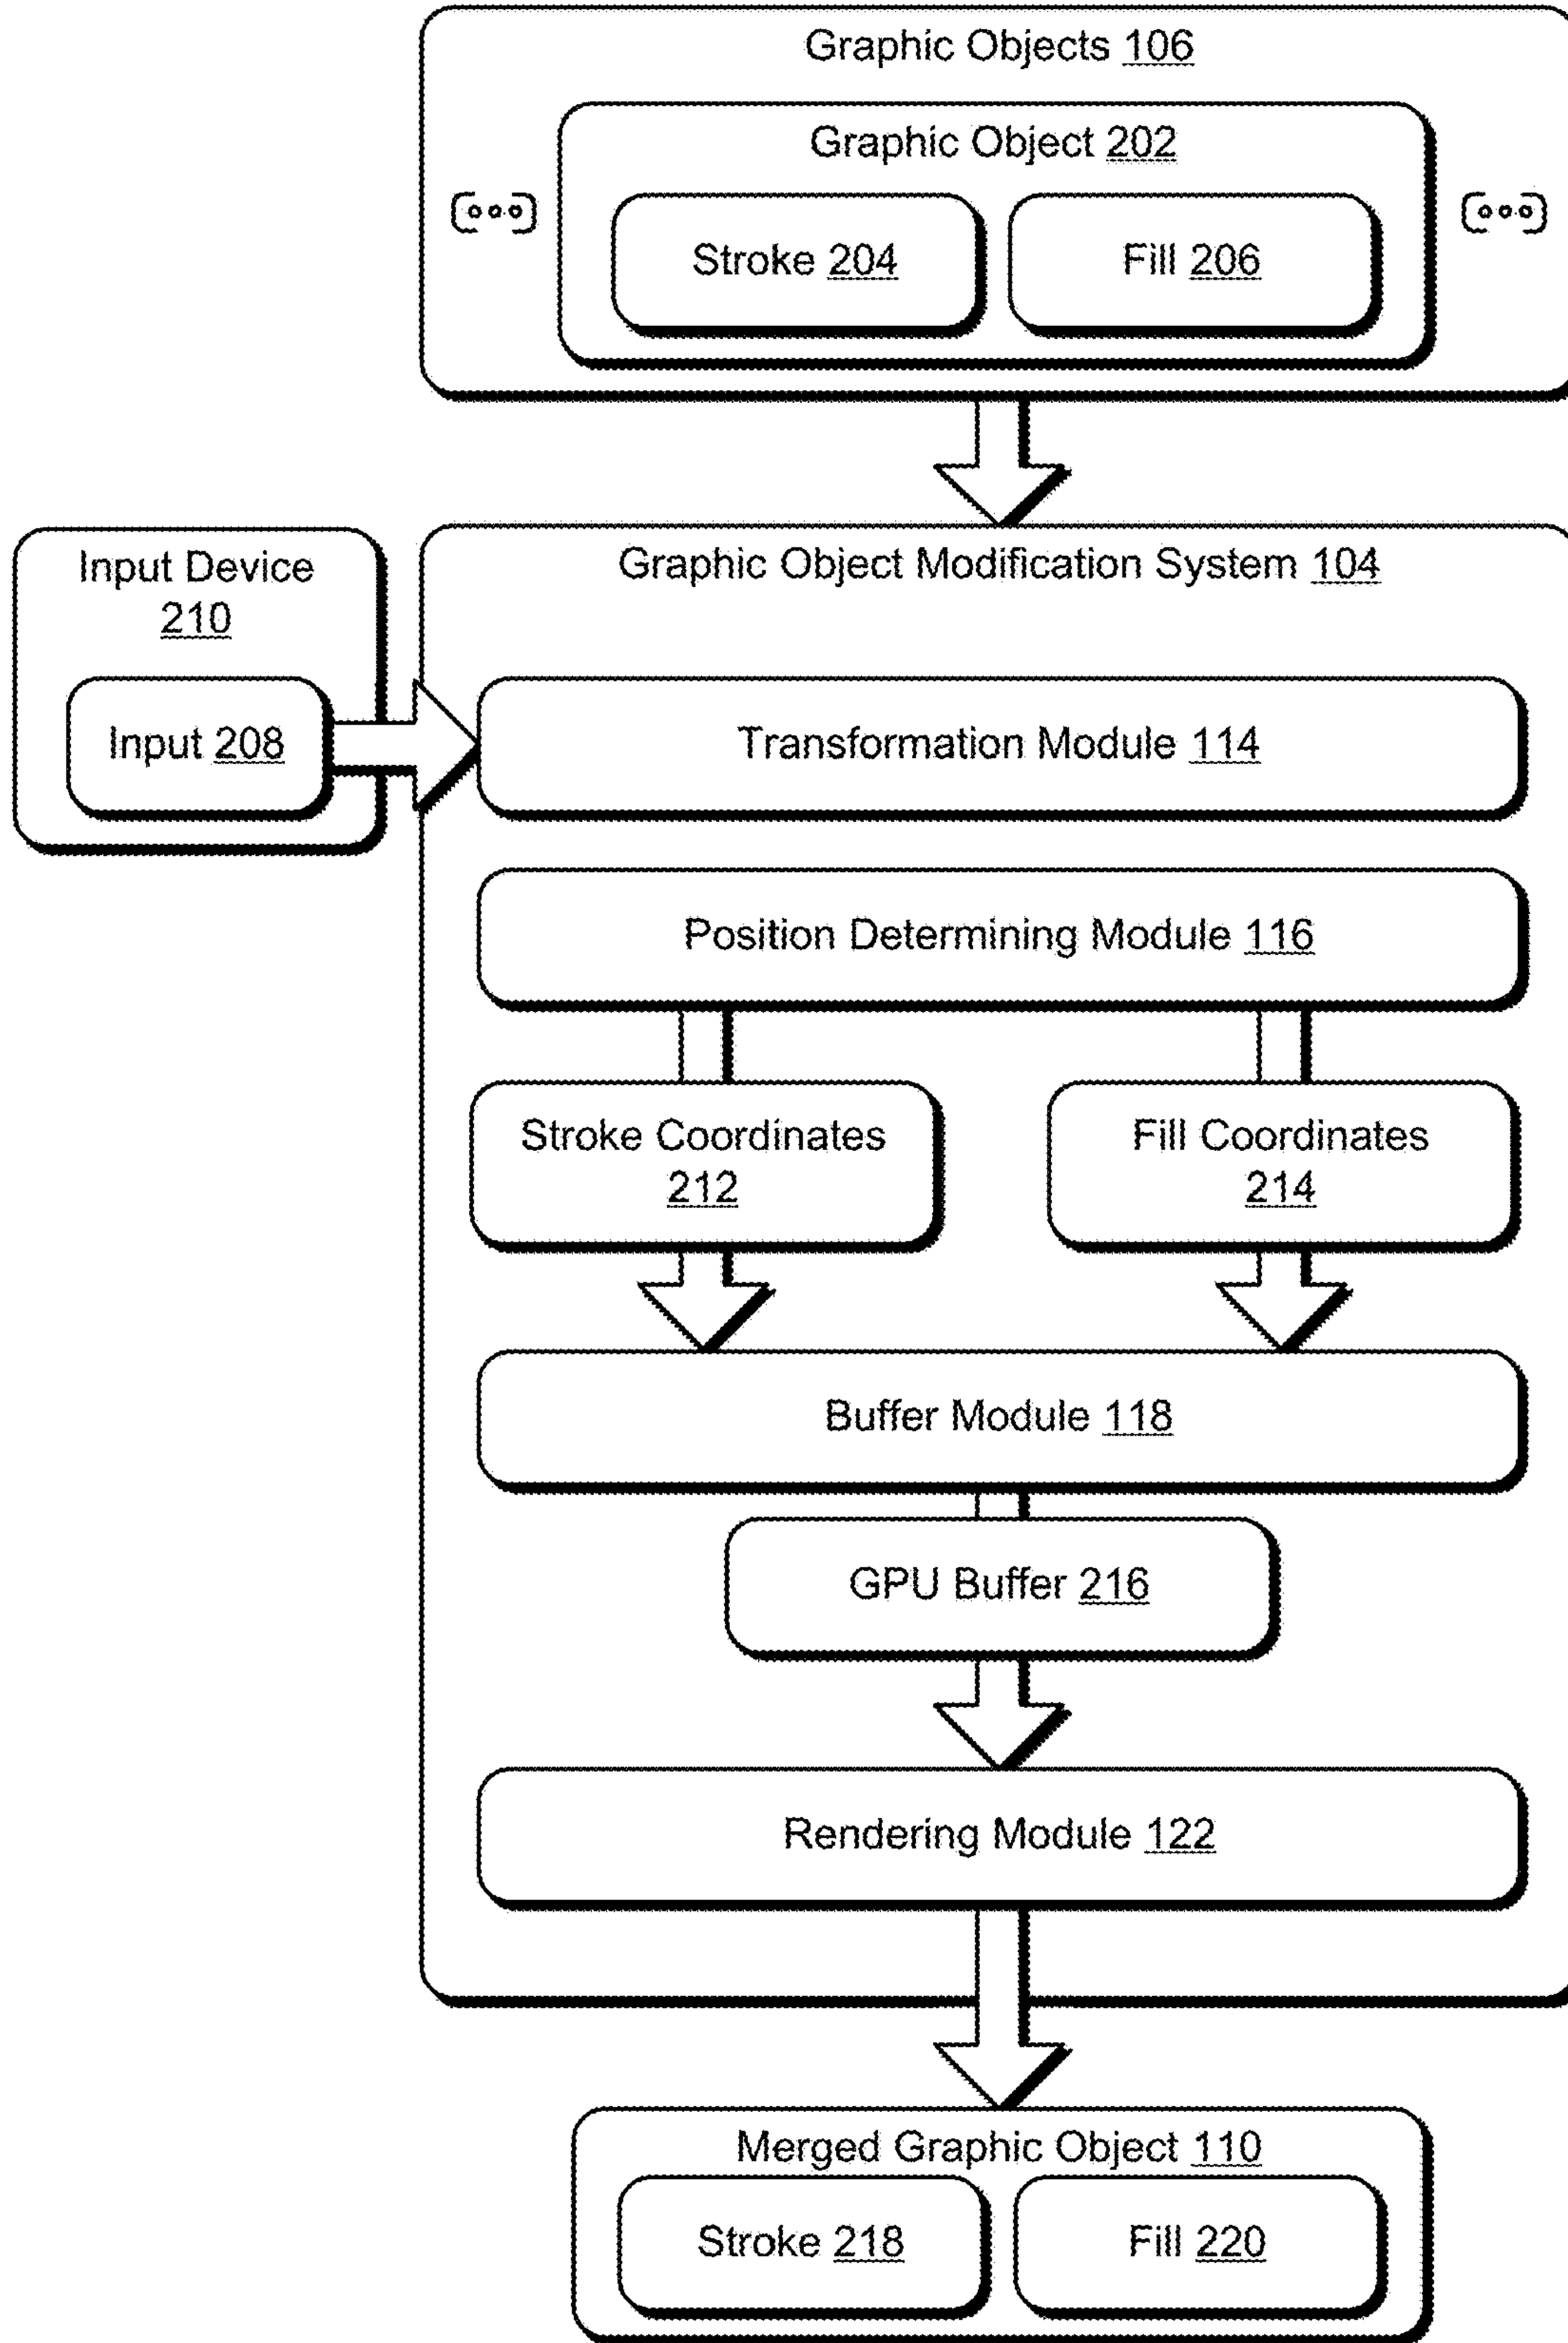 Graphic Objects 106
Graphic Object 202
Stroke 204
Fill 206
Input Device
210
Input 208
Graphic Object Modification System 104
Transformation Module 114
Position Determining Module 116
Stroke Coordinates
212
Fill Coordinates
214
Buffer Module 118
GPU Buffer 216
Rendering Module 122
Merged Graphic Object 110
Stroke 218
Fill 220